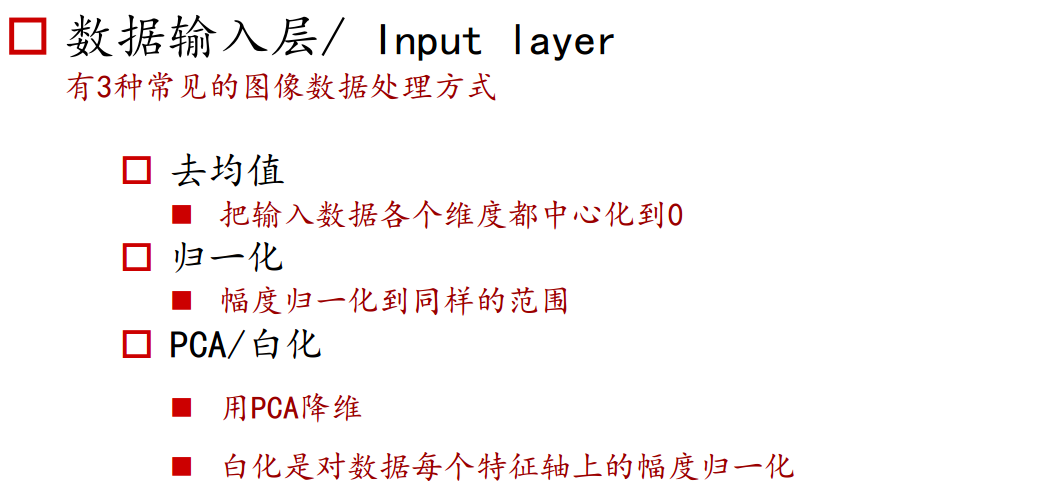 数据输入层/ Input layer
有3种常见的图像数据处理方式
去均值
把输入数据各个维度都中心化到0
归一化
幅度归一化到同样的范围
PCA/白化
用PCA降维
白化是对数据每个特征轴上的幅度归一化